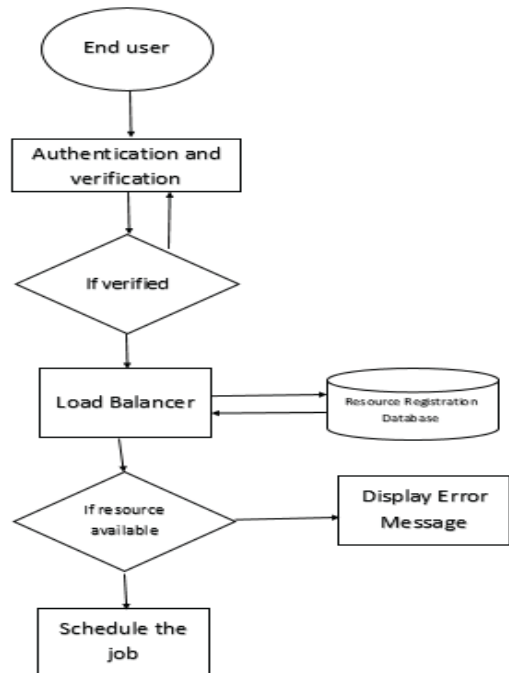 End user
Authentication and
verification
If verified
Load Balancer
Resource Registration
Database
If resource
available
Display Error
Message
Schedule the
job